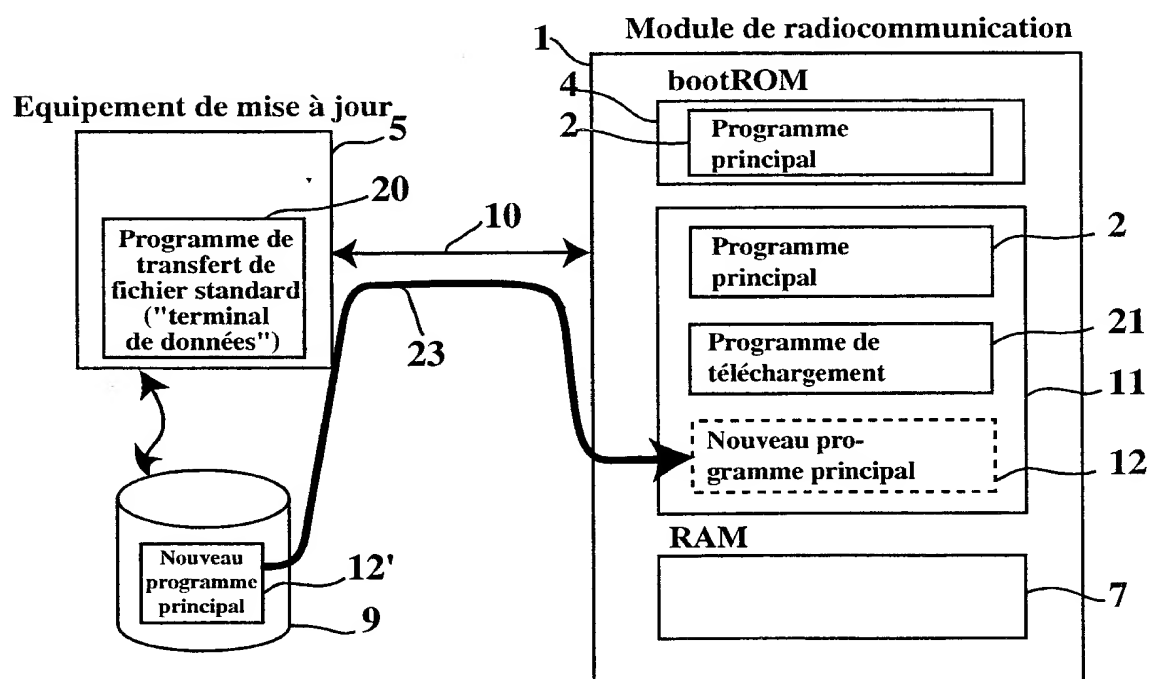 Module de radiocommunication
1
bootROM
4
2
Programme
principal
Equipement de mise à jour
5
20
Programme de
transfert de
fichier standard
("terminal
de données")
10
23
Programme
principal
2
Programme de
téléchargement
21
11
Nouveau pro-
gramme principal
12
RAM
7
Nouveau
programme
principal
12'
9